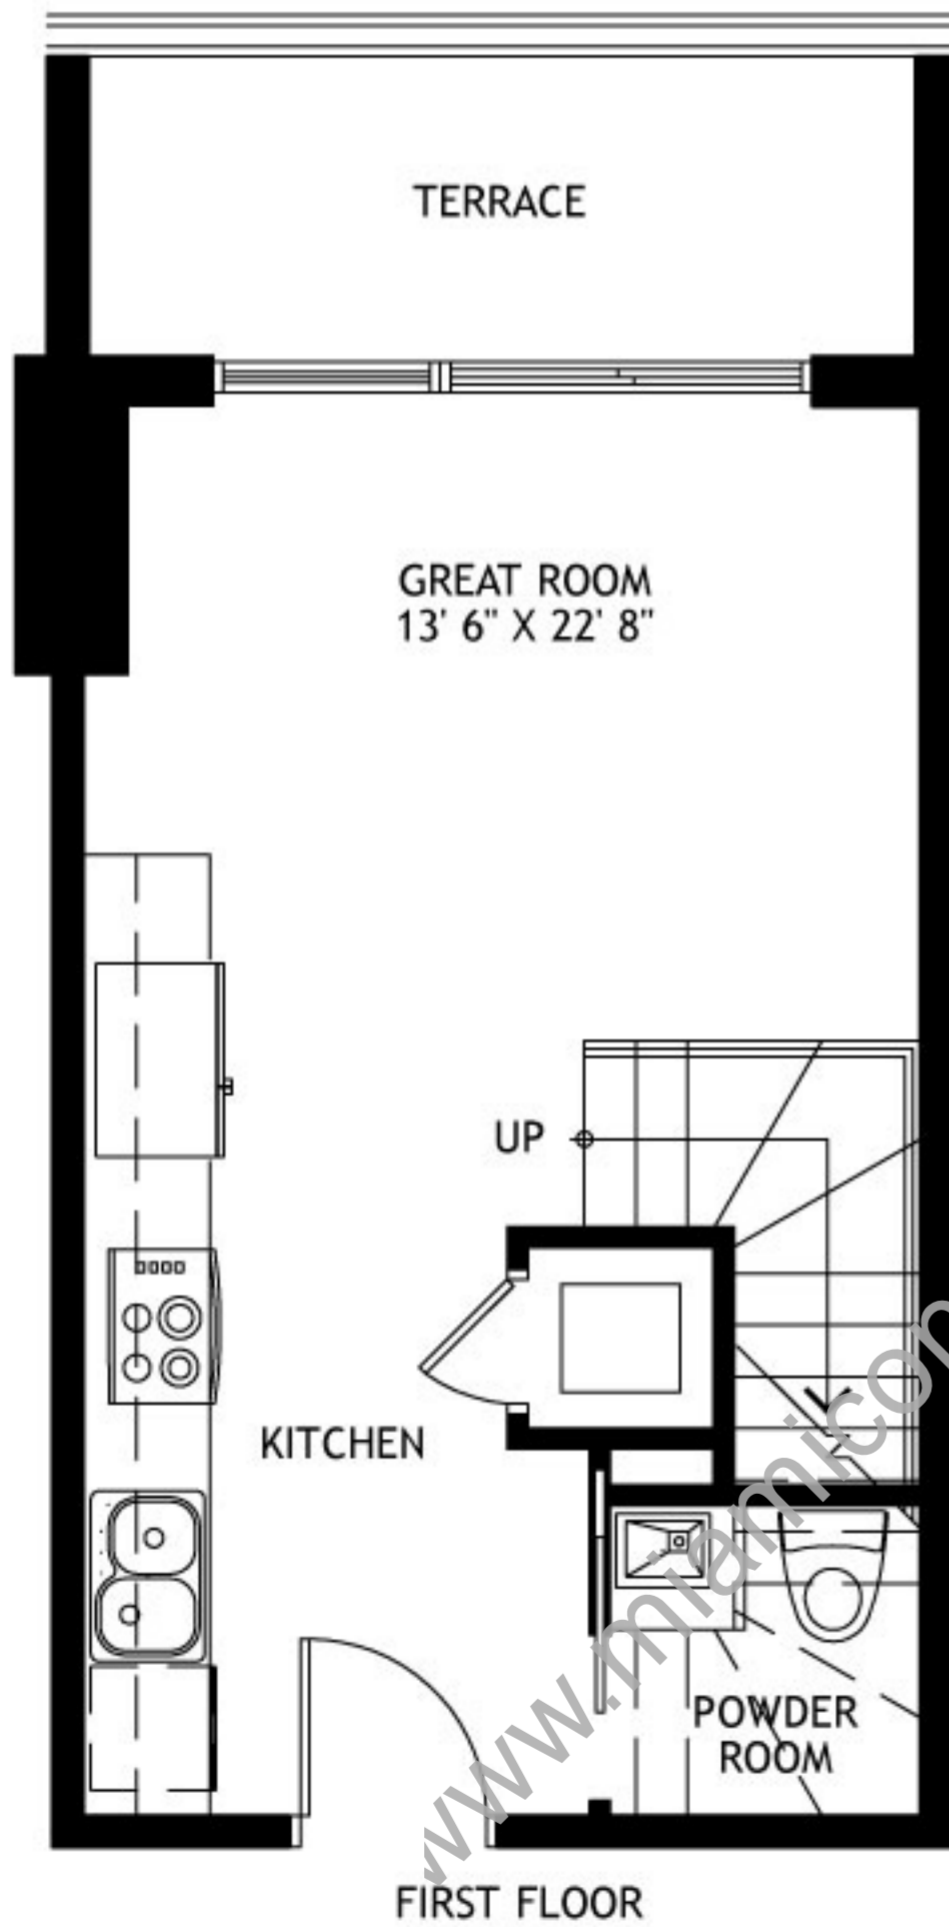 TERRACE
GREAT ROOM
13' 6" X 22' 8"
UP
KITCHEN
POWDER
ROOM
www.miamicon
FIRST FLOOR